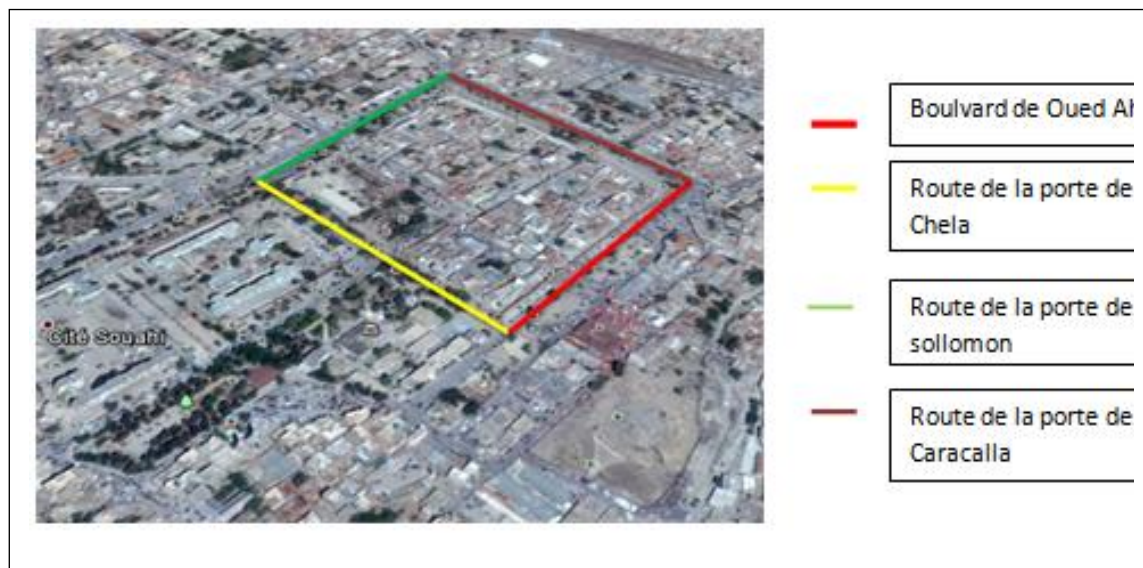 Boulvard de Oued
Route de la porte de
Chela
Route de la porte de
sollomon
Route de la porte de
Caracalla
Cité Souahi